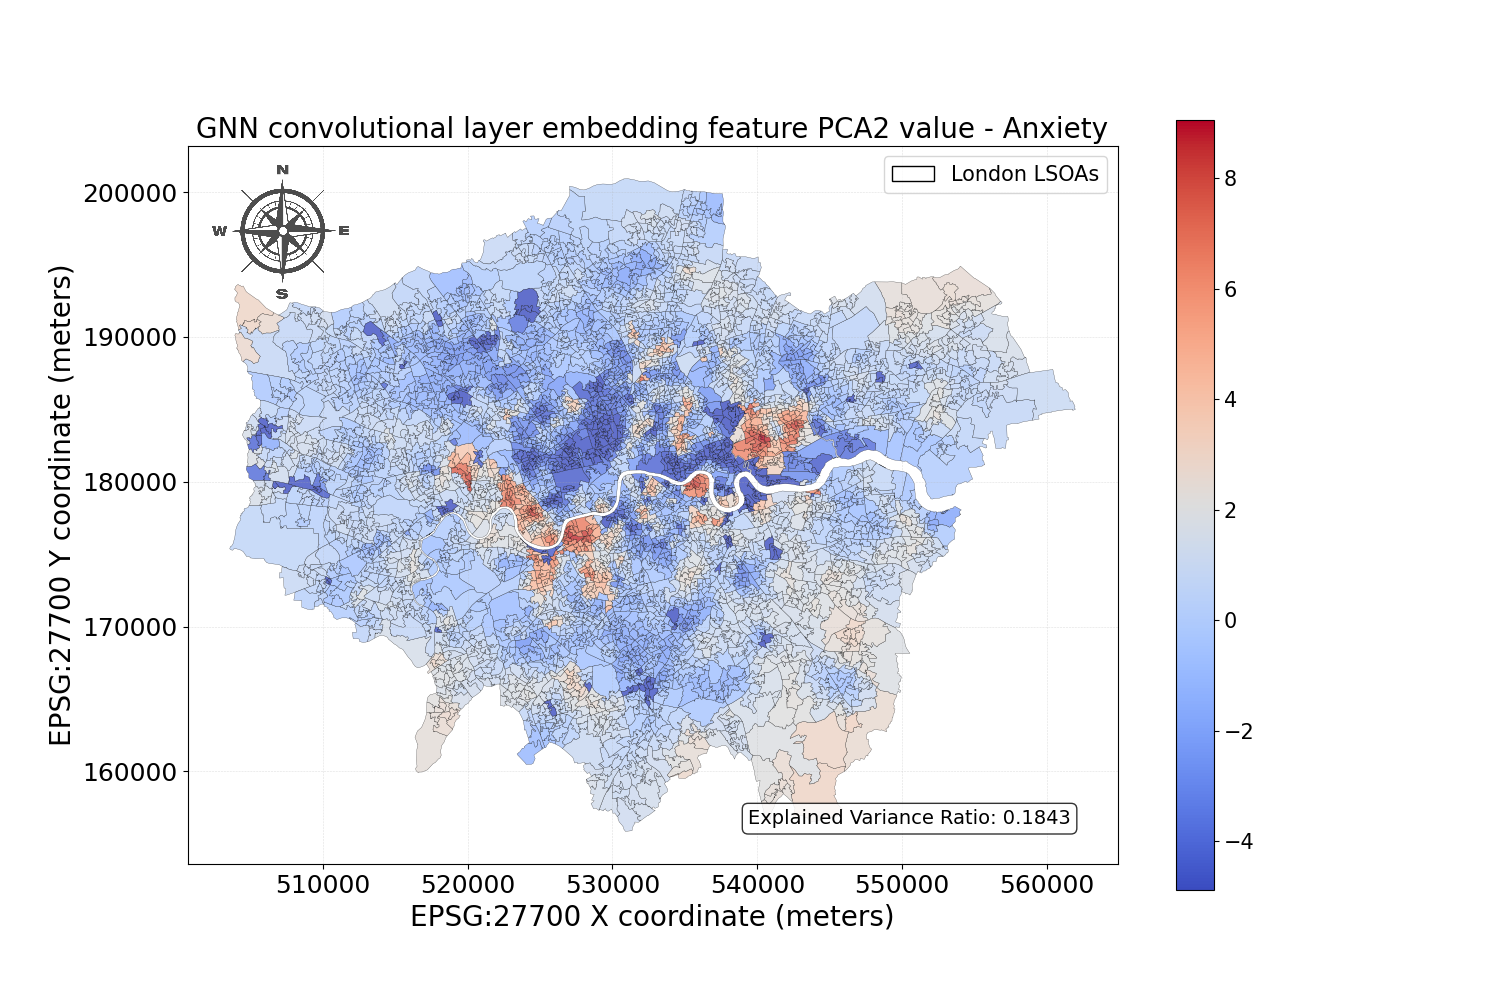 GNN convolutional layer embedding feature PCA2 value - Anxiety
London LSOAs
N
W
E
S
200000
190000
180000
170000
160000
EPSG:27700 Y coordinate (meters)
510000
520000
530000
540000
550000
560000
EPSG:27700 X coordinate (meters)
Explained Variance Ratio: 0.1843
8
6
4
2
0
−2
−4